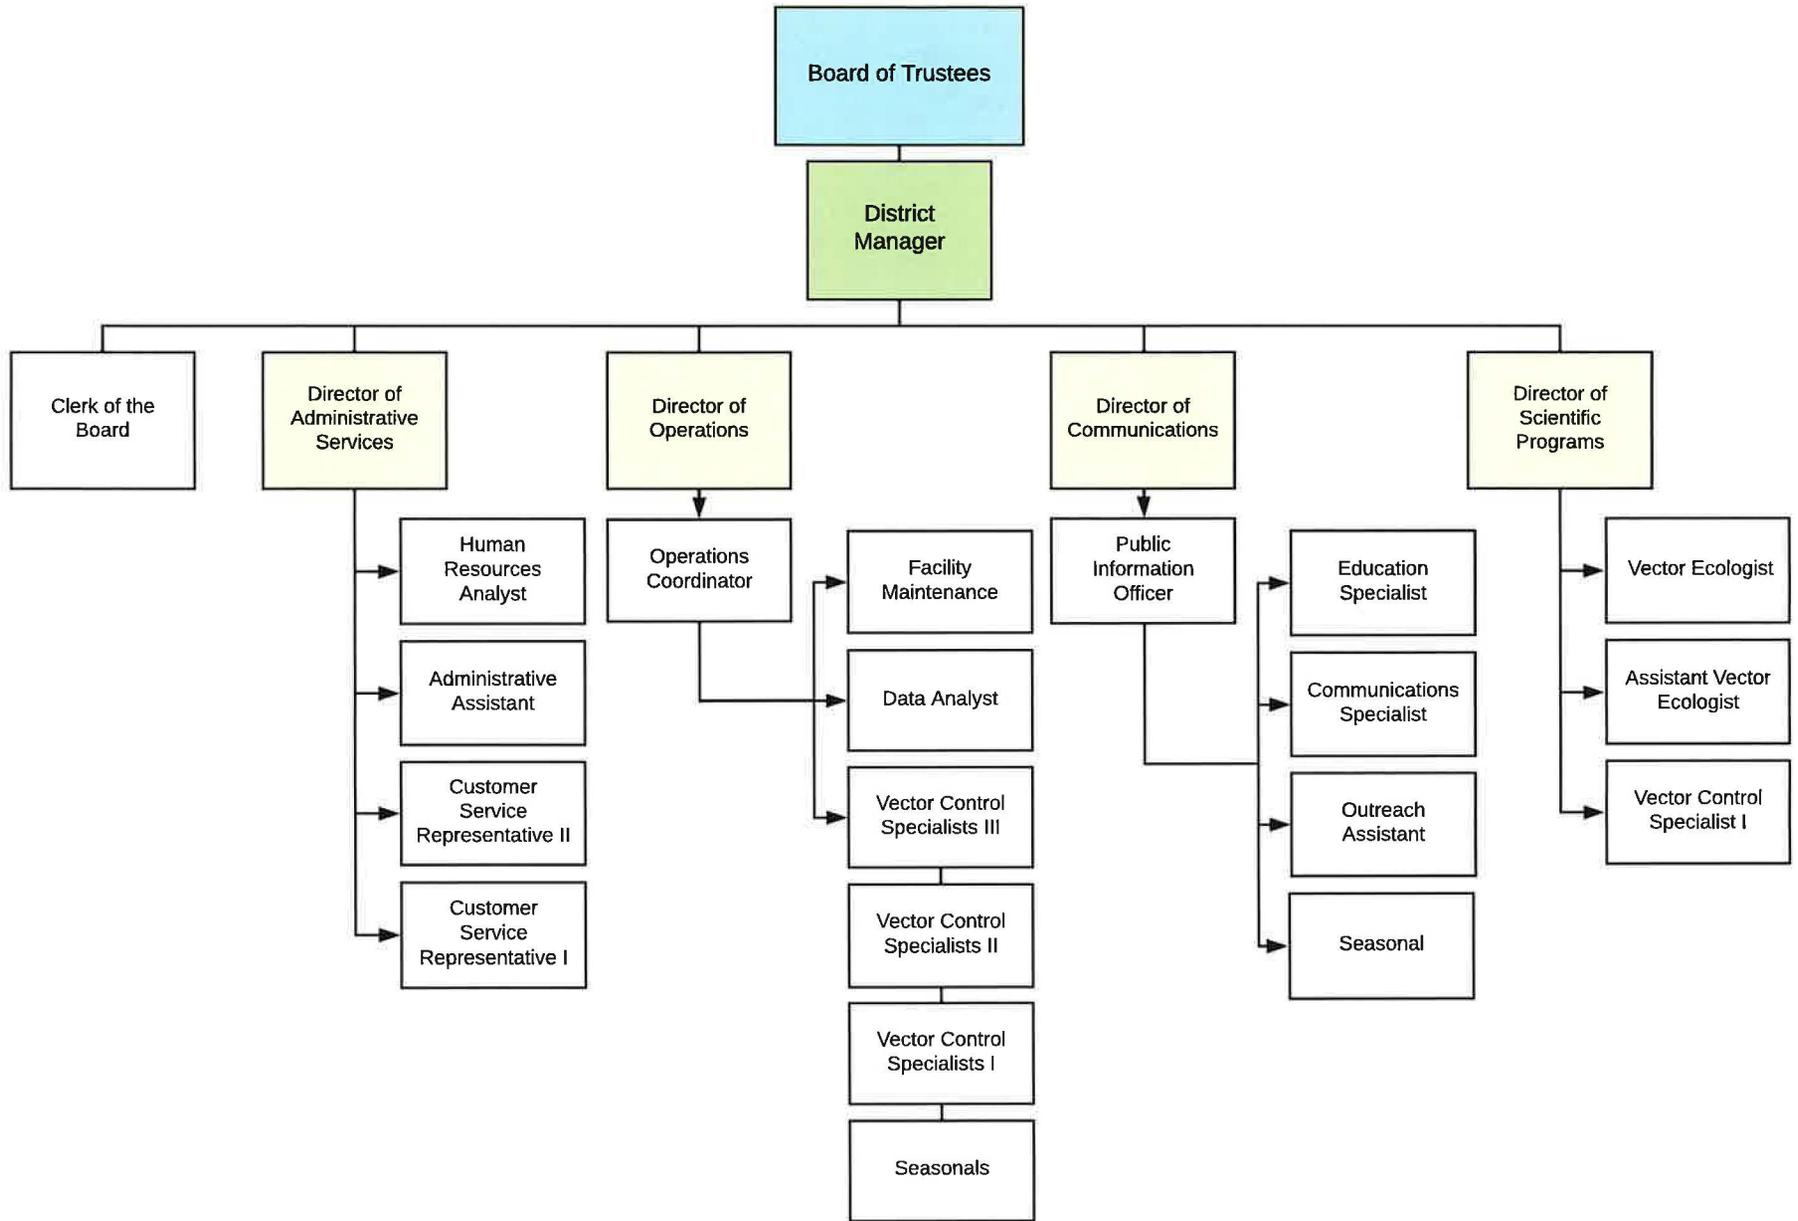 Board of Trustees
District
Manager
Clerk of the
Board
Director of
Administrative
Services
Director of
Operations
Director of
Communications
Director of
Scientific
Programs
Human
Resources
Analyst
Administrative
Assistant
Customer
Service
Representative II
Customer
Service
Representative I
Operations
Coordinator
Facility
Maintenance
Data Analyst
Vector Control
Specialists III
Vector Control
Specialists II
Vector Control
Specialists I
Seasonals
Public
Information
Officer
Education
Specialist
Communications
Specialist
Outreach
Assistant
Seasonal
Vector Ecologist
Assistant Vector
Ecologist
Vector Control
Specialist I